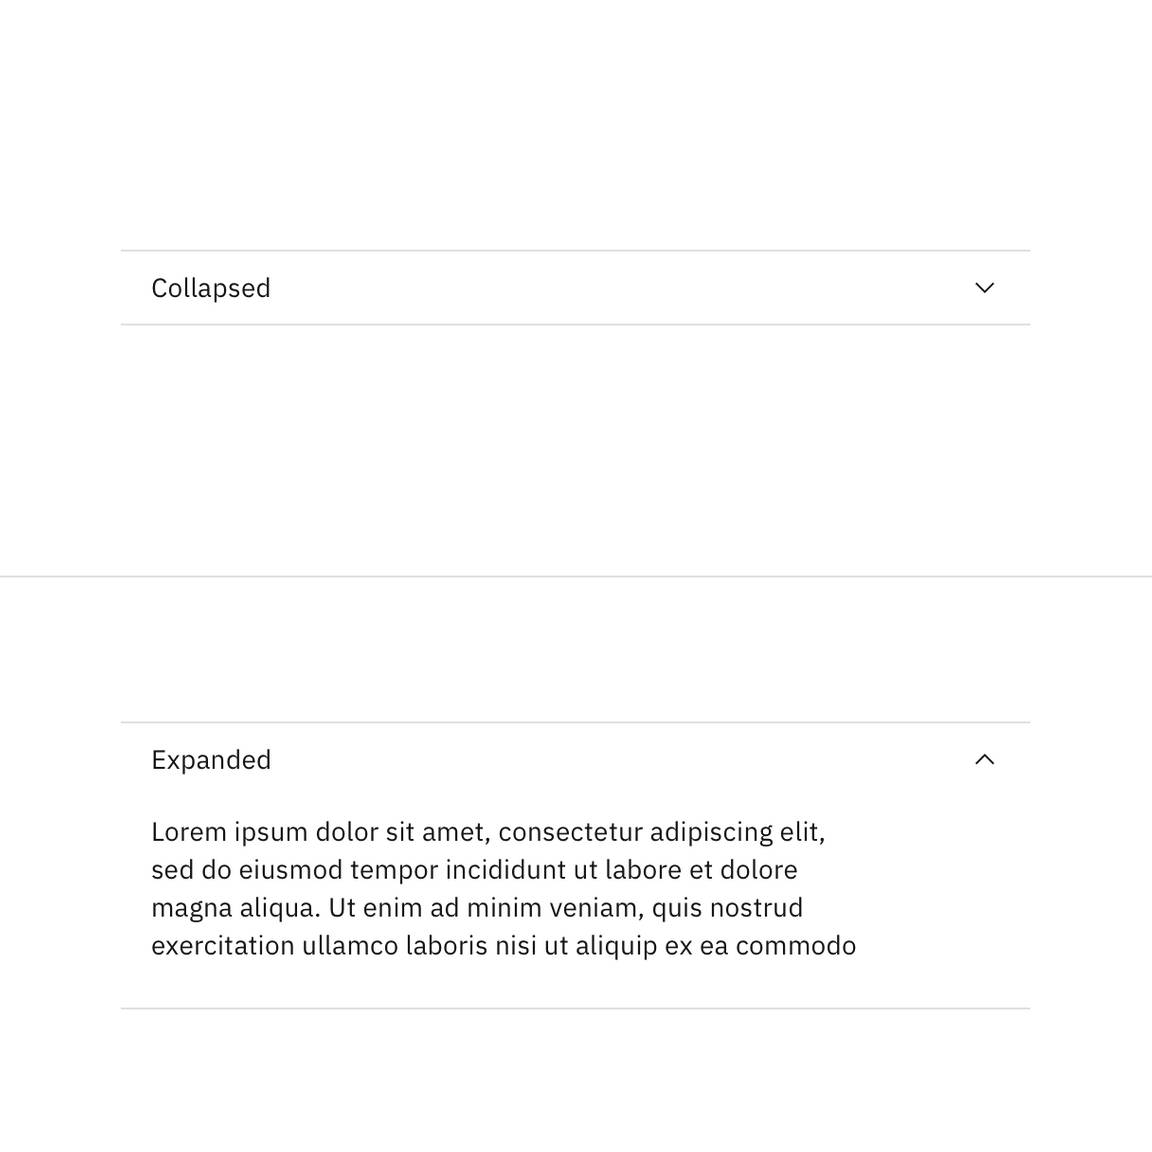 Collapsed
Expanded
Lorem ipsum dolor sit amet, consectetur adipiscing elit,
sed do eiusmod tempor incididunt ut labore et dolore
magna aliqua. Ut enim ad minim veniam, quis nostrud
exercitation ullamco laboris nisi ut aliquip ex ea commodo